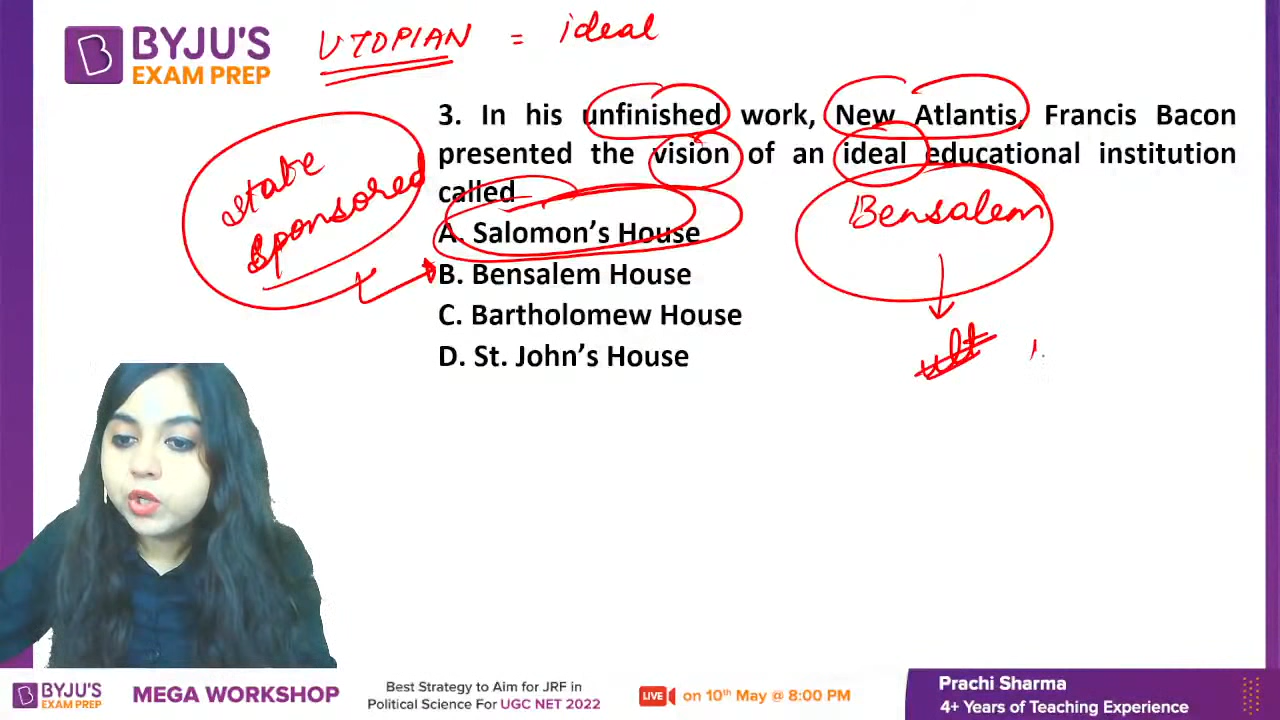 BYJU'S
EXAM PREP
UTOPIAN = ideal
3. In his unfinished work, New Atlantis, Francis Bacon
presented the vision of an ideal educational institution
called
state
sponsored
Bensalem
A. Salomon's House
B. Bensalem House
C. Bartholomew House
D. St. John's House
BYJU'S
EXAM PREP
MEGA WORKSHOP
Best Strategy to Aim for JRF in
Political Science For UGC NET 2022
LIVE on 10th May @ 8:00 PM
Prachi Sharma
4+ Years of Teaching Experience